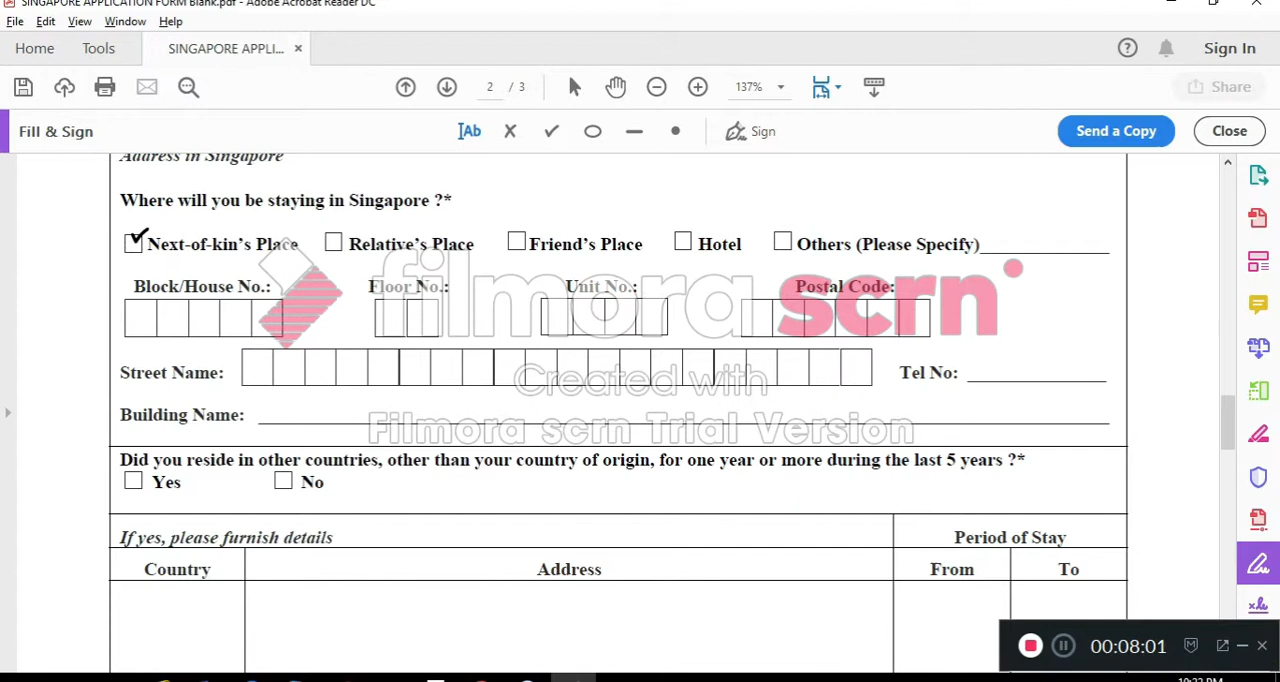 SINGAPORE APPLICATION FORM Blank.pdf - Adobe Acrobat Reader DC
File Edit View Window Help
Home Tools SINGAPORE APPLI... × Sign In
2 / 3 137% Share
Fill & Sign Ab Sign Send a Copy Close
Address in Singapore
Where will you be staying in Singapore ?*
Next-of-kin's Place Relative's Place Friend's Place Hotel Others (Please Specify)
Block/House No.: Floor No.: Unit No.: Postal Code:
filmora scrn
Street Name: Tel No:
Created with
Building Name:
Filmora scrn Trial Version
Did you reside in other countries, other than your country of origin, for one year or more during the last 5 years ?*
Yes No
If yes, please furnish details Period of Stay
Country Address From To
00:08:01